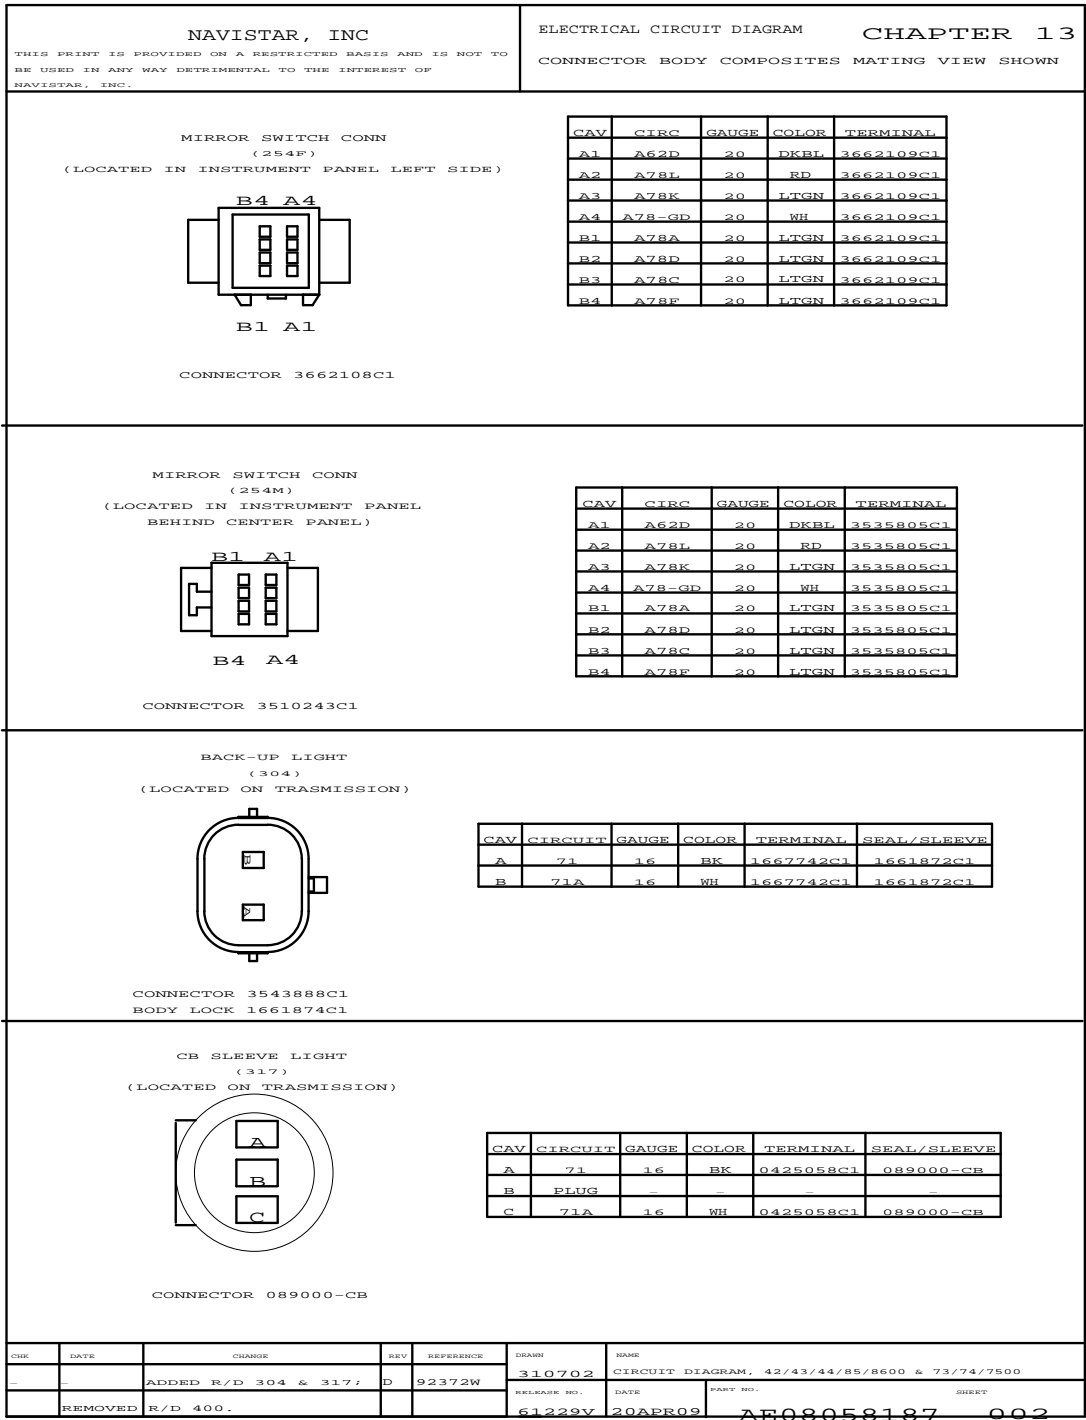 NAVISTAR, INC
THIS PRINT IS PROVIDED ON A RESTRICTED BASIS AND IS NOT TO
BE USED IN ANY WAY DETRIMENTAL TO THE INTEREST OF
NAVISTAR, INC.
ELECTRICAL CIRCUIT DIAGRAM CHAPTER 13
CONNECTOR BODY COMPOSITES MATING VIEW SHOWN
MIRROR SWITCH CONN
(254F)
(LOCATED IN INSTRUMENT PANEL LEFT SIDE)
B4 A4
B1 A1
CONNECTOR 3662108C1
CAV CIRC GAUGE COLOR TERMINAL
A1 A62D 20 DKBL 3662109C1
A2 A78L 20 RD 3662109C1
A3 A78K 20 LTGN 3662109C1
A4 A78-GD 20 WH 3662109C1
B1 A78A 20 LTGN 3662109C1
B2 A78D 20 LTGN 3662109C1
B3 A78C 20 LTGN 3662109C1
B4 A78F 20 LTGN 3662109C1
MIRROR SWITCH CONN
(254M)
(LOCATED IN INSTRUMENT PANEL
BEHIND CENTER PANEL)
B1 A1
B4 A4
CONNECTOR 3510243C1
CAV CIRC GAUGE COLOR TERMINAL
A1 A62D 20 DKBL 3535805C1
A2 A78L 20 RD 3535805C1
A3 A78K 20 LTGN 3535805C1
A4 A78-GD 20 WH 3535805C1
B1 A78A 20 LTGN 3535805C1
B2 A78D 20 LTGN 3535805C1
B3 A78C 20 LTGN 3535805C1
B4 A78F 20 LTGN 3535805C1
BACK-UP LIGHT
(304)
(LOCATED ON TRASMISSION)
B
A
CONNECTOR 3543888C1
BODY LOCK 1661874C1
CAV CIRCUIT GAUGE COLOR TERMINAL SEAL/SLEEVE
A 71 16 BK 1667742C1 1661872C1
B 71A 16 WH 1667742C1 1661872C1
CB SLEEVE LIGHT
(317)
(LOCATED ON TRASMISSION)
A
B
C
CONNECTOR 089000-CB
CAV CIRCUIT GAUGE COLOR TERMINAL SEAL/SLEEVE
A 71 16 BK 0425058C1 089000-CB
B PLUG - - - -
C 71A 16 WH 0425058C1 089000-CB
CHK DATE CHANGE REV REFERENCE
- - ADDED R/D 304 & 317; D 92372W
REMOVED R/D 400.
DRAWN
310702
NAME
CIRCUIT DIAGRAM, 42/43/44/85/8600 & 73/74/7500
RELEASE NO. DATE PART NO. SHEET
61229V 20APR09 AE08058187 002